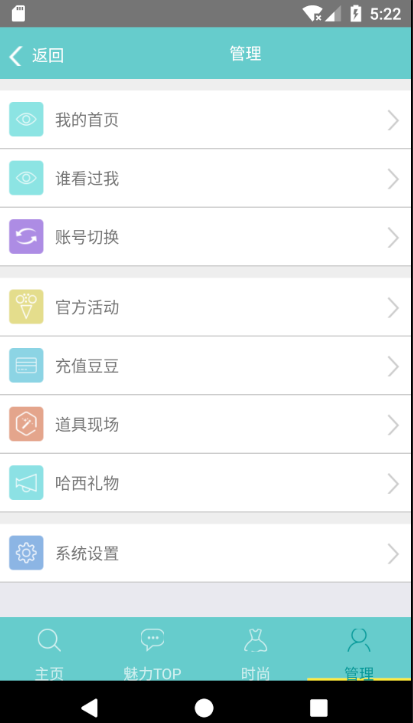 5:22
返回
管理
我的首页
谁看过我
账号切换
官方活动
充值豆豆
道具现场
哈西礼物
系统设置
主页
魅力TOP
时尚
管理